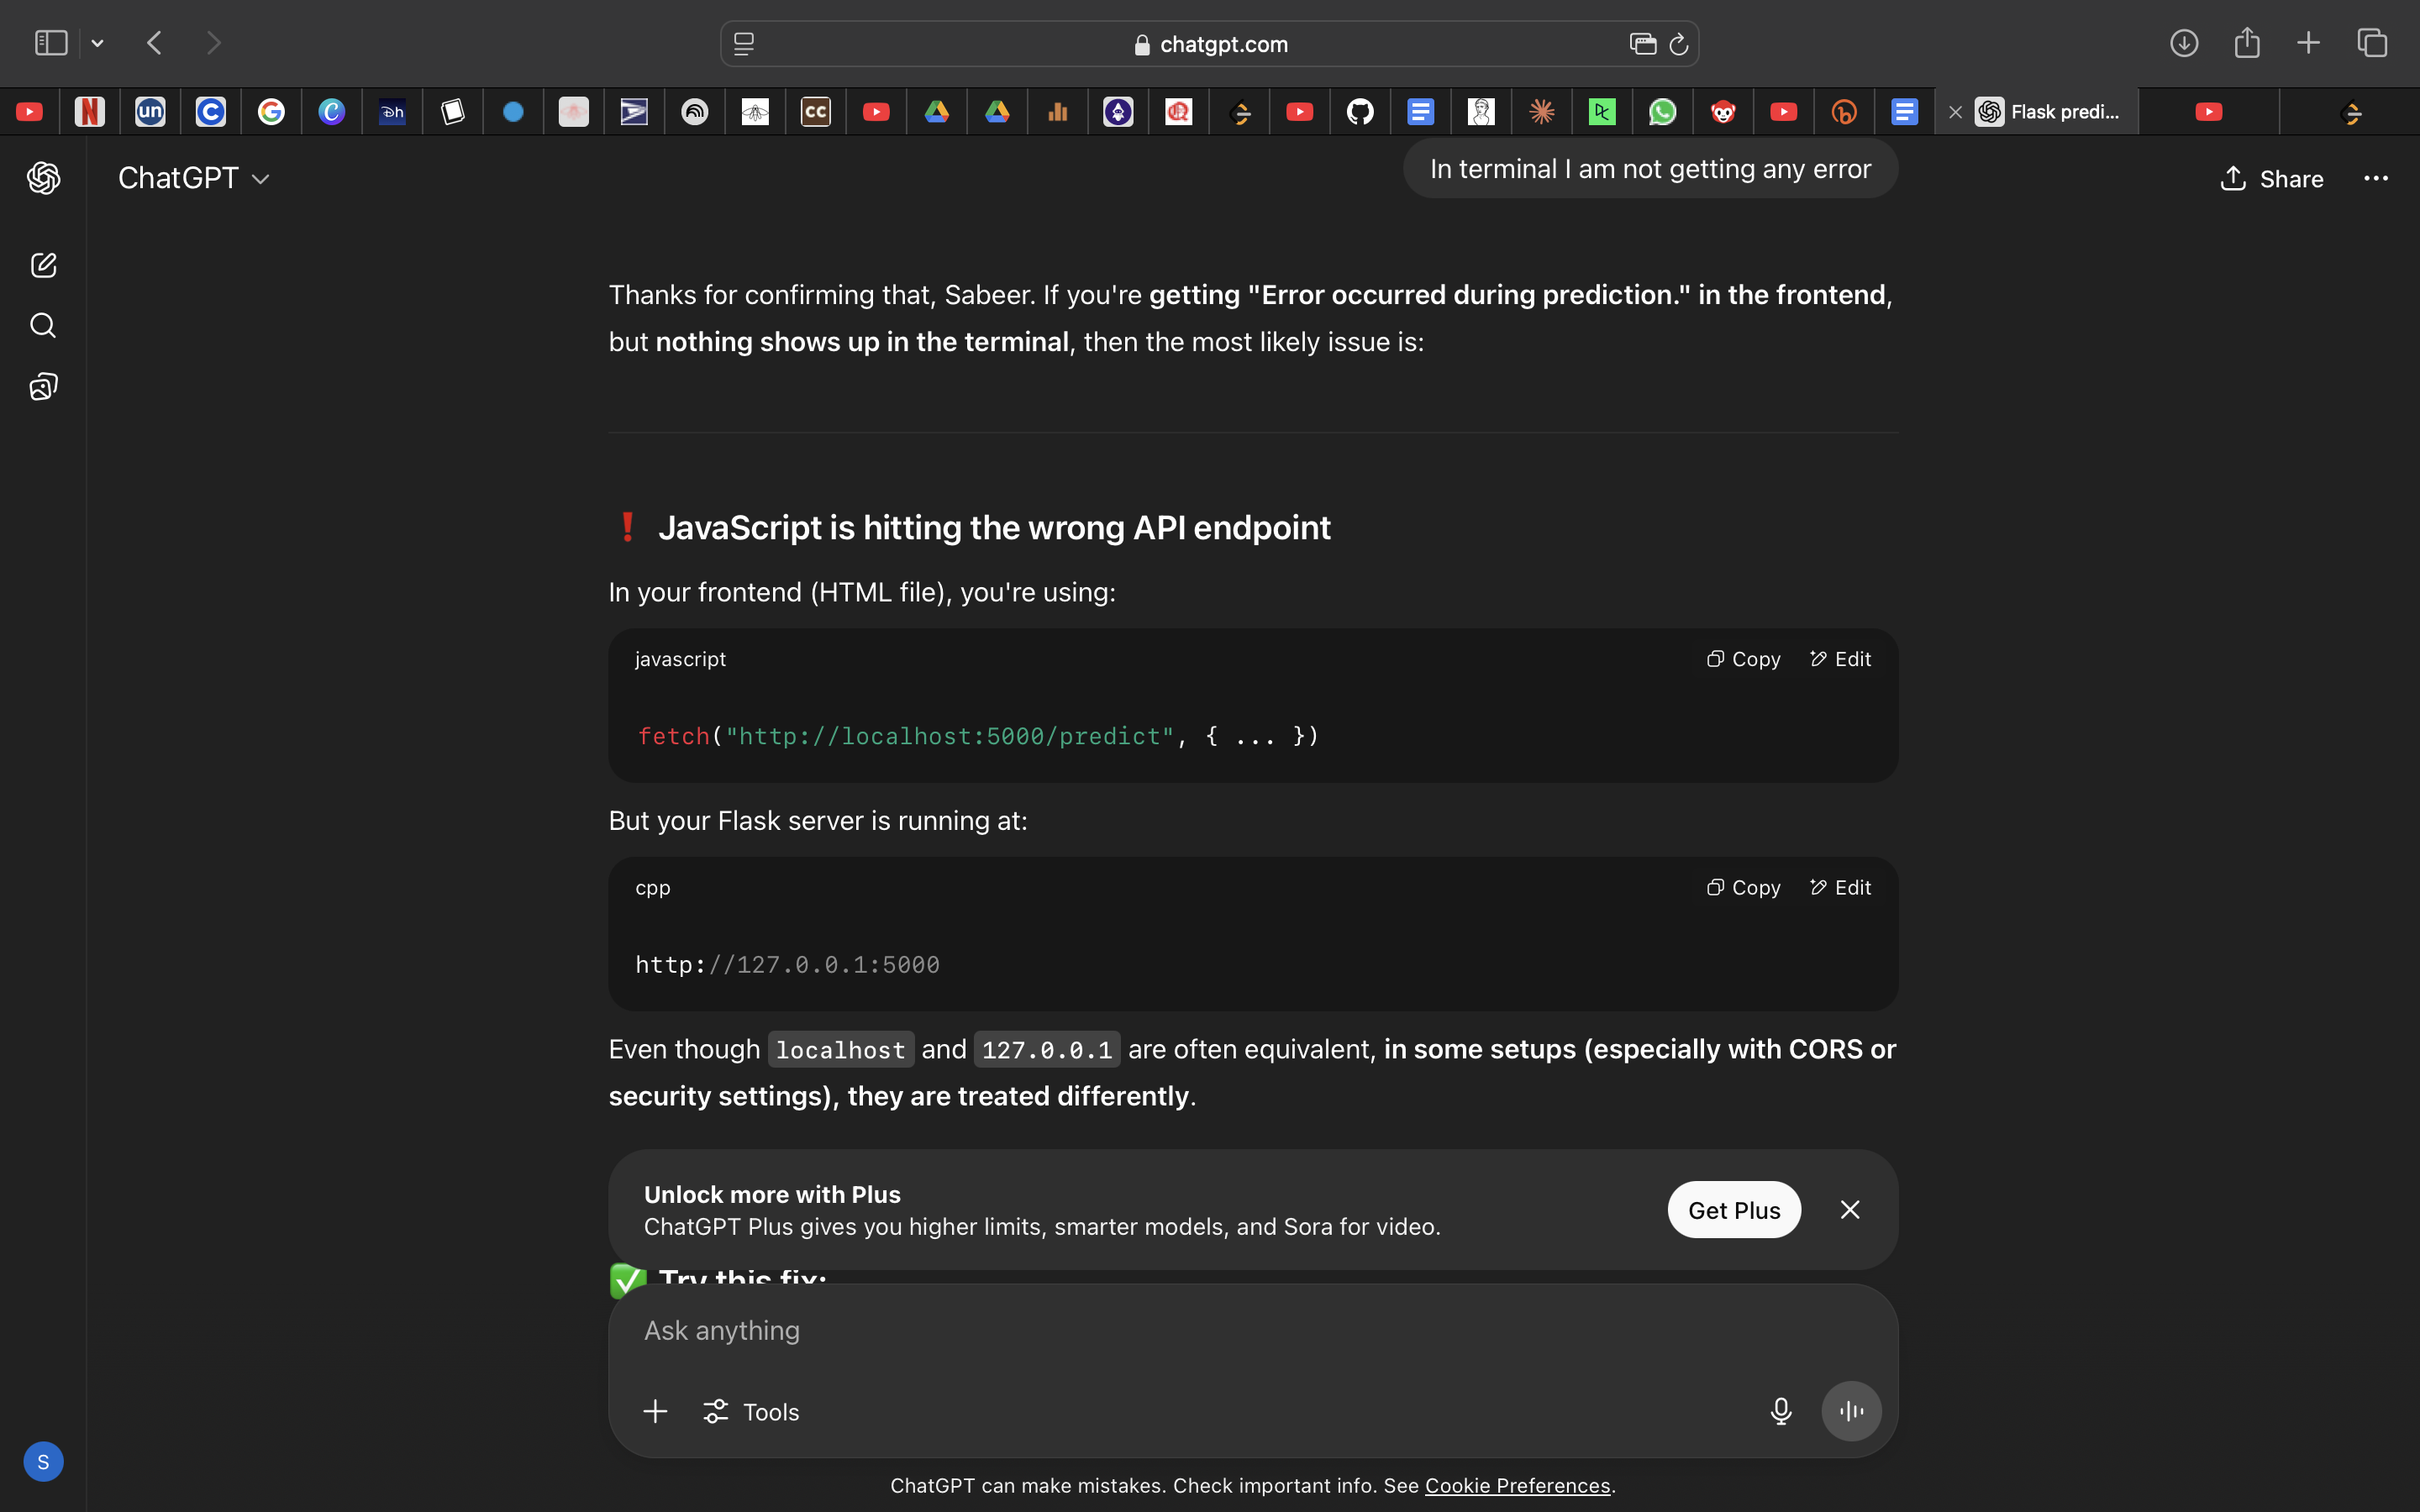 chatgpt.com
un
Dh
CC
Flask predi...
ChatGPT
In terminal I am not getting any error
Share
Thanks for confirming that, Sabeer. If you're getting "Error occurred during prediction." in the frontend,
but nothing shows up in the terminal, then the most likely issue is:
❗ JavaScript is hitting the wrong API endpoint
In your frontend (HTML file), you're using:
javascript
Copy
Edit
fetch("http://localhost:5000/predict", { ... })
But your Flask server is running at:
cpp
Copy
Edit
http://127.0.0.1:5000
Even though localhost and 127.0.0.1 are often equivalent, in some setups (especially with CORS or
security settings), they are treated differently.
Unlock more with Plus
ChatGPT Plus gives you higher limits, smarter models, and Sora for video.
Get Plus
✅ Try this fix:
Ask anything
Tools
S
ChatGPT can make mistakes. Check important info. See Cookie Preferences.